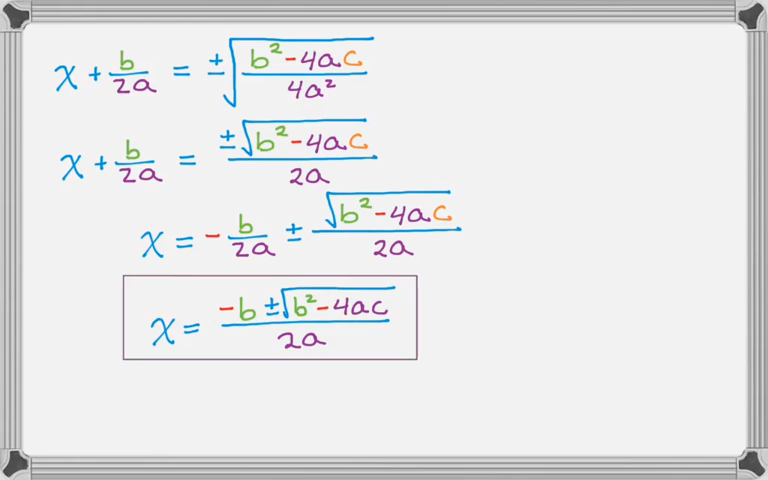 x + b/2a = ±√(b² - 4ac / 4a²)
x + b/2a = ±√(b² - 4ac) / 2a
x = - b/2a ± √(b² - 4ac) / 2a
x = -b ± √(b² - 4ac) / 2a